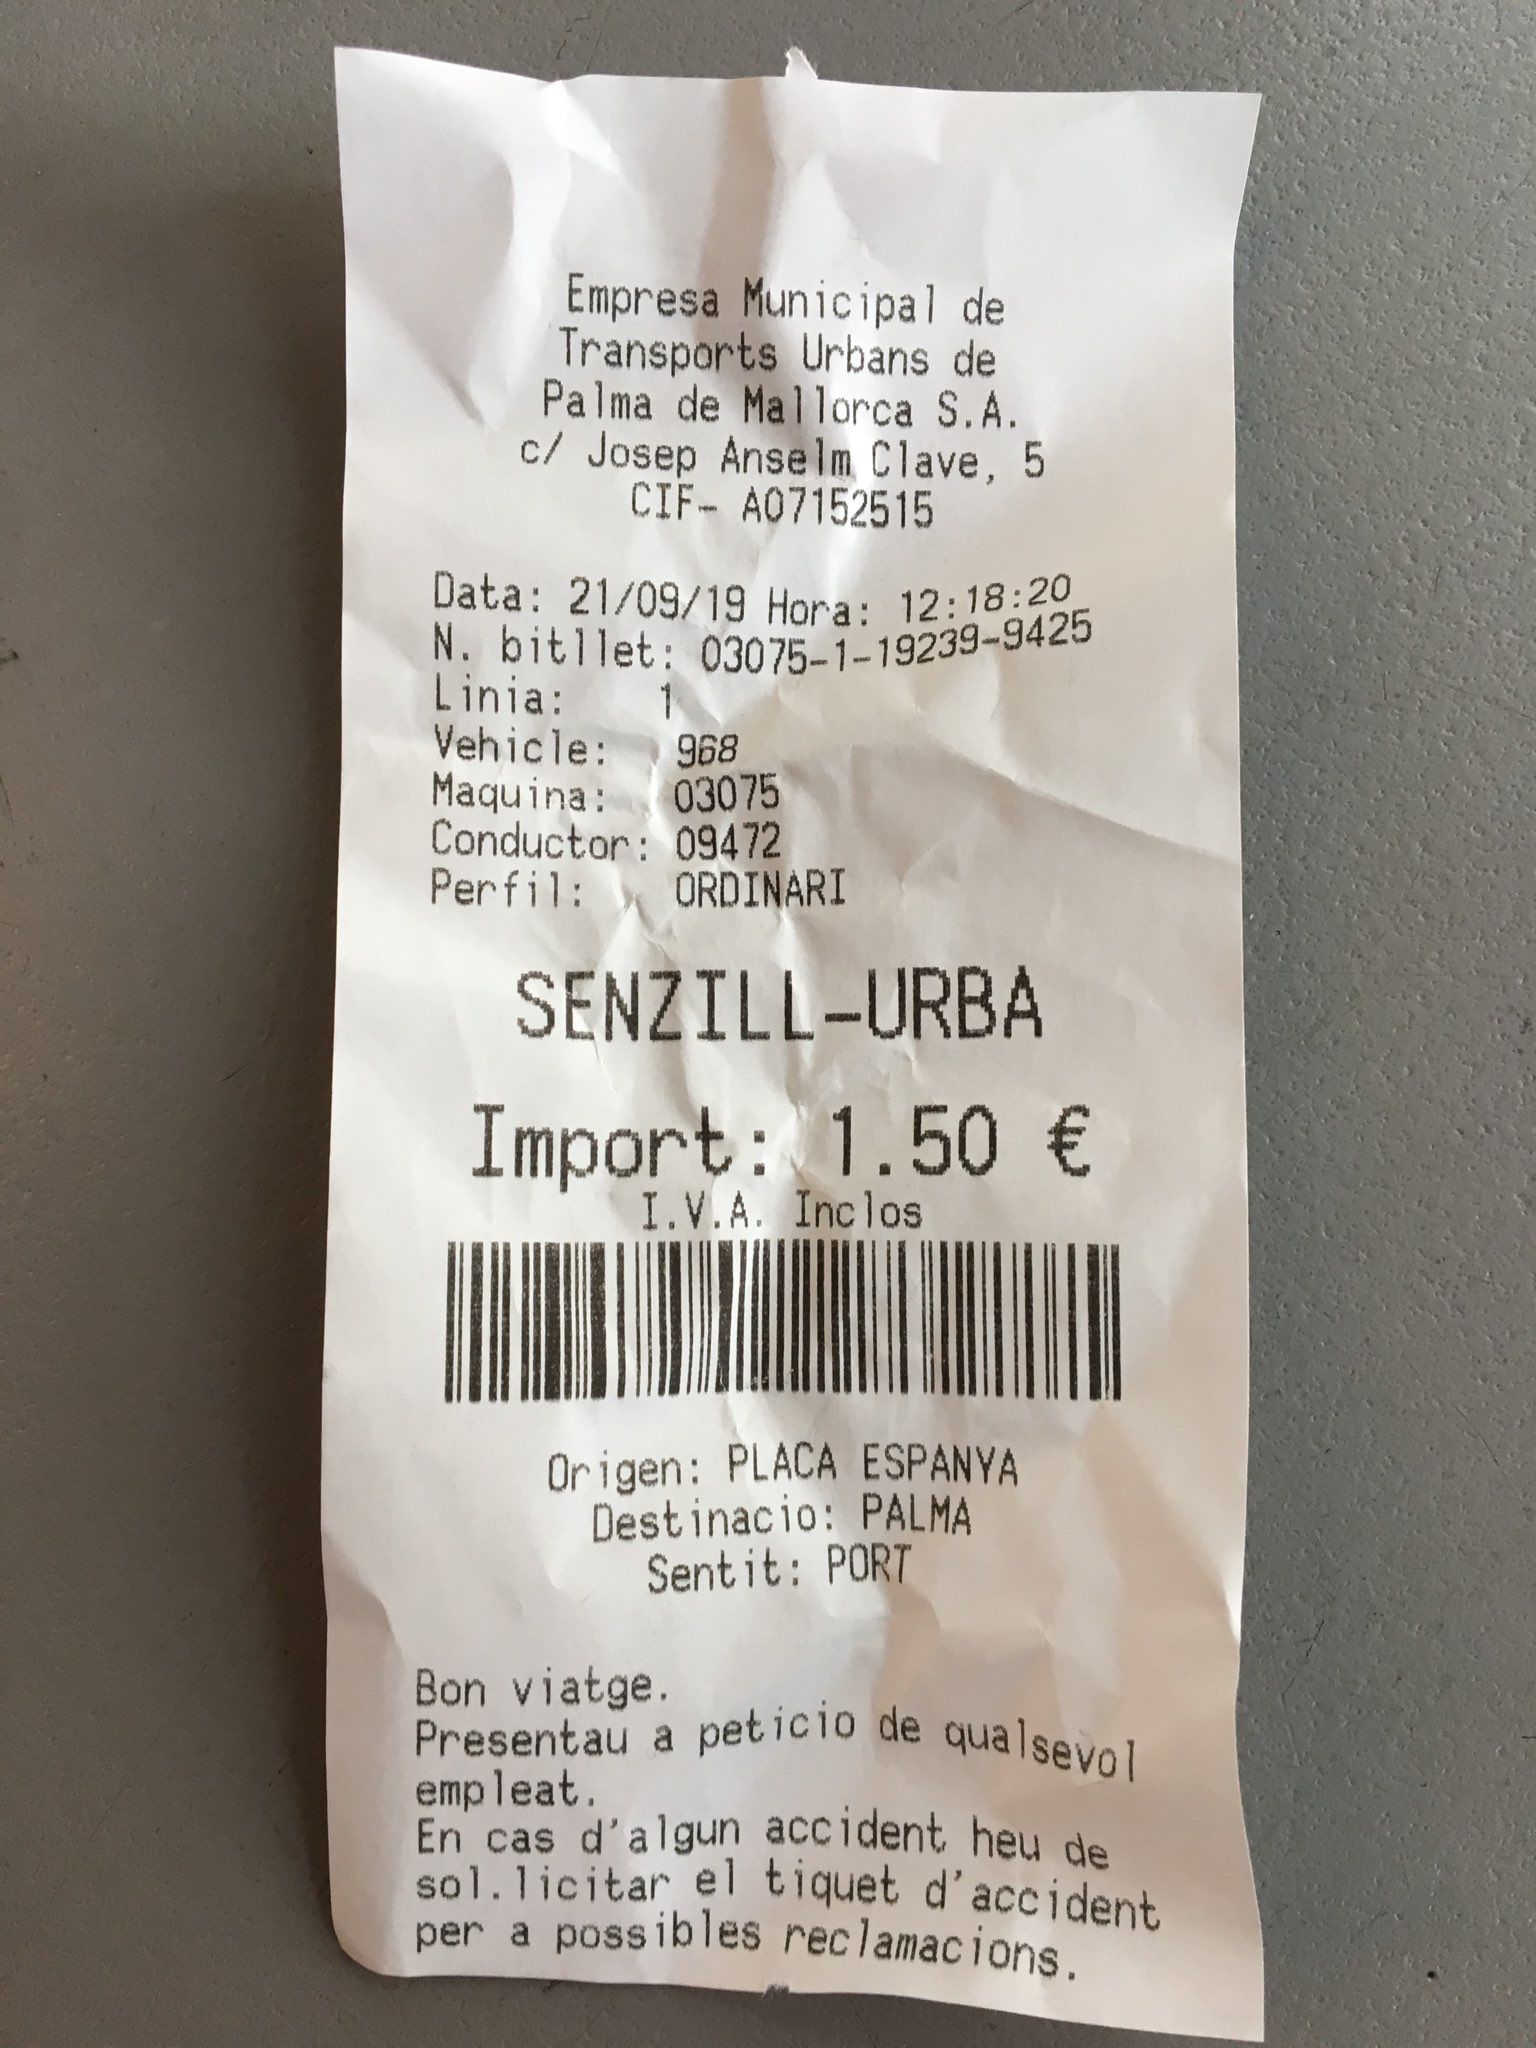 Empresa Municipal de
Transports Urbans de
Palma de Mallorca S.A.
c/ Josep Anselm Clave, 5
CIF- A07152515
Data: 21/09/19 Hora: 12:18:20
N. bitllet: 03075-1-19239-9425
Linia: 1
Vehicle: 968
Maquina: 03075
Conductor: 09472
Perfil: ORDINARI
SENZILL-URBA
Import: 1.50 €
I.V.A. Inclos
Origen: PLACA ESPANYA
Destinacio: PALMA
Sentit: PORT
Bon viatge.
Presentau a peticio de qualsevol
empleat.
En cas d'algun accident heu de
sol.licitar el tiquet d'accident
per a possibles reclamacions.